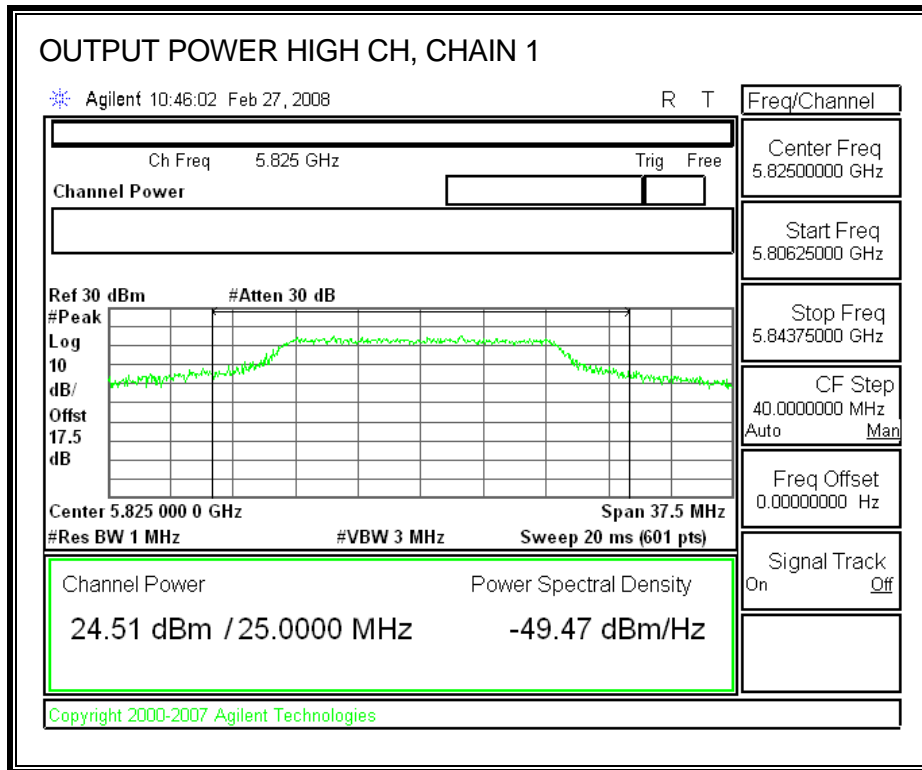 OUTPUT POWER HIGH CH, CHAIN 1
Agilent 10:46:02 Feb 27, 2008 R T
Freq/Channel
Ch Freq 5.825 GHz Trig Free
Channel Power
Center Freq
5.82500000 GHz
Start Freq
5.80625000 GHz
Stop Freq
5.84375000 GHz
CF Step
40.0000000 MHz
Auto Man
Freq Offset
0.00000000 Hz
Signal Track
On Off
Ref 30 dBm #Atten 30 dB
#Peak
Log
10
dB/
Offst
17.5
dB
Center 5.825 000 0 GHz Span 37.5 MHz
#Res BW 1 MHz #VBW 3 MHz Sweep 20 ms (601 pts)
Channel Power Power Spectral Density
24.51 dBm / 25.0000 MHz -49.47 dBm/Hz
Copyright 2000-2007 Agilent Technologies